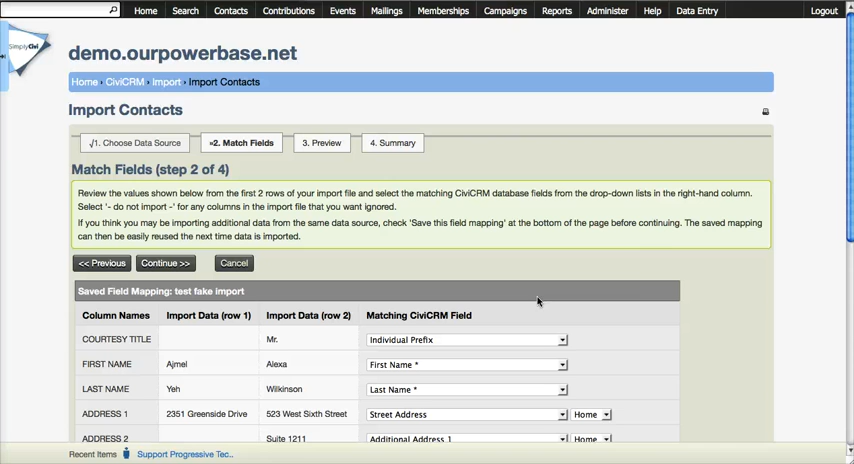 Home Search Contacts Contributions Events Mailings Memberships Campaigns Reports Administer Help Data Entry Logout
SimplyCivi
demo.ourpowerbase.net
Home › CiviCRM › Import › Import Contacts
Import Contacts
√1. Choose Data Source »2. Match Fields 3. Preview 4. Summary
Match Fields (step 2 of 4)
Review the values shown below from the first 2 rows of your import file and select the matching CiviCRM database fields from the drop-down lists in the right-hand column.
Select '- do not import -' for any columns in the import file that you want ignored.
If you think you may be importing additional data from the same data source, check 'Save this field mapping' at the bottom of the page before continuing. The saved mapping
can then be easily reused the next time data is imported.
<< Previous Continue >> Cancel
Saved Field Mapping: test fake import
Column Names Import Data (row 1) Import Data (row 2) Matching CiviCRM Field
COURTESY TITLE Mr. Individual Prefix
FIRST NAME Ajmel Alexa First Name *
LAST NAME Yeh Wilkinson Last Name *
ADDRESS 1 2351 Greenside Drive 523 West Sixth Street Street Address Home
ADDRESS 2 Suite 1211 Additional Address 1 Home
Recent Items Support Progressive Tec..